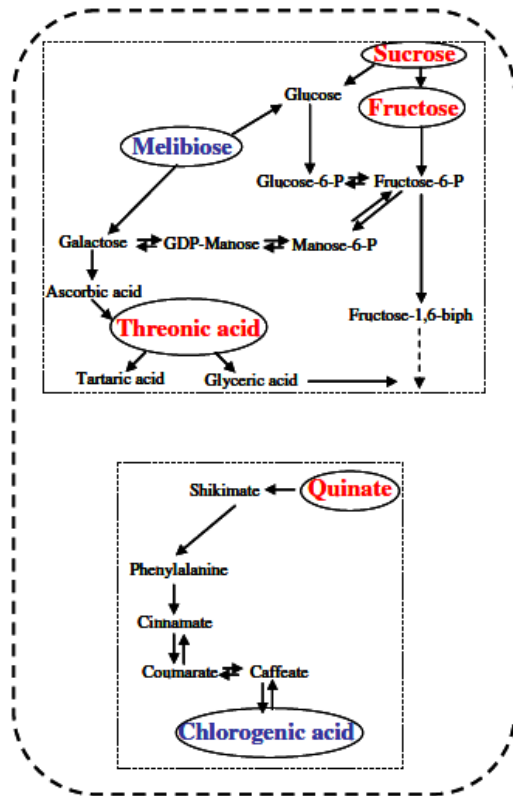 Sucrose
Glucose
Fructose
Melibiose
Glucose-6-P
Fructose-6-P
Galactose
GDP-Manose
Manose-6-P
Ascorbic acid
Threonic acid
Fructose-1,6-biph
Tartaric acid
Glyceric acid
Shikimate
Quinate
Phenylalanine
Cinnamate
Coumarate
Caffeate
Chlorogenic acid